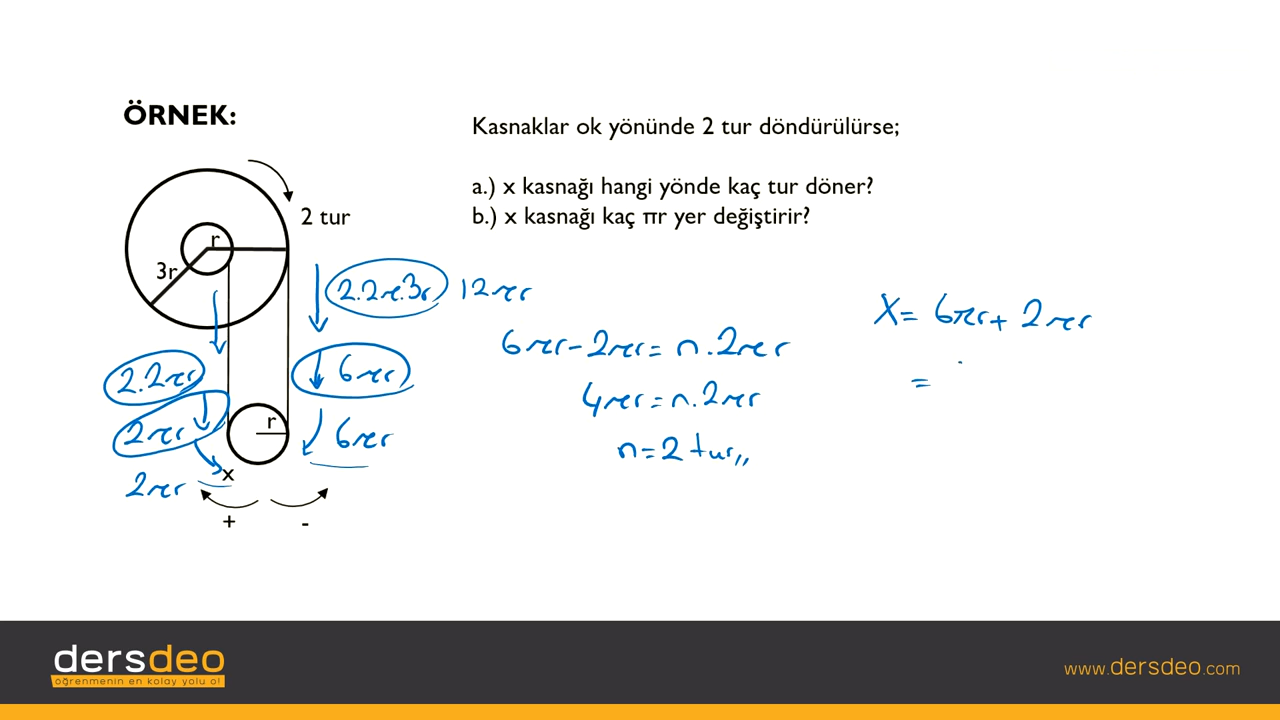 ÖRNEK:
Kasnaklar ok yönünde 2 tur döndürülürse;
a.) x kasnağı hangi yönde kaç tur döner?
b.) x kasnağı kaç πr yer değiştirir?
2 tur
r
3r
2.2π.3r 12πr
2.2πr
6πr
2πr
6πr
2πr
r
x
+ -
6πr - 2πr = n.2πr
4πr = n.2πr
n = 2 tur,,
X = 6πr + 2πr
=
dersdeo
öğrenmenin en kolay yolu o!
www.dersdeo.com